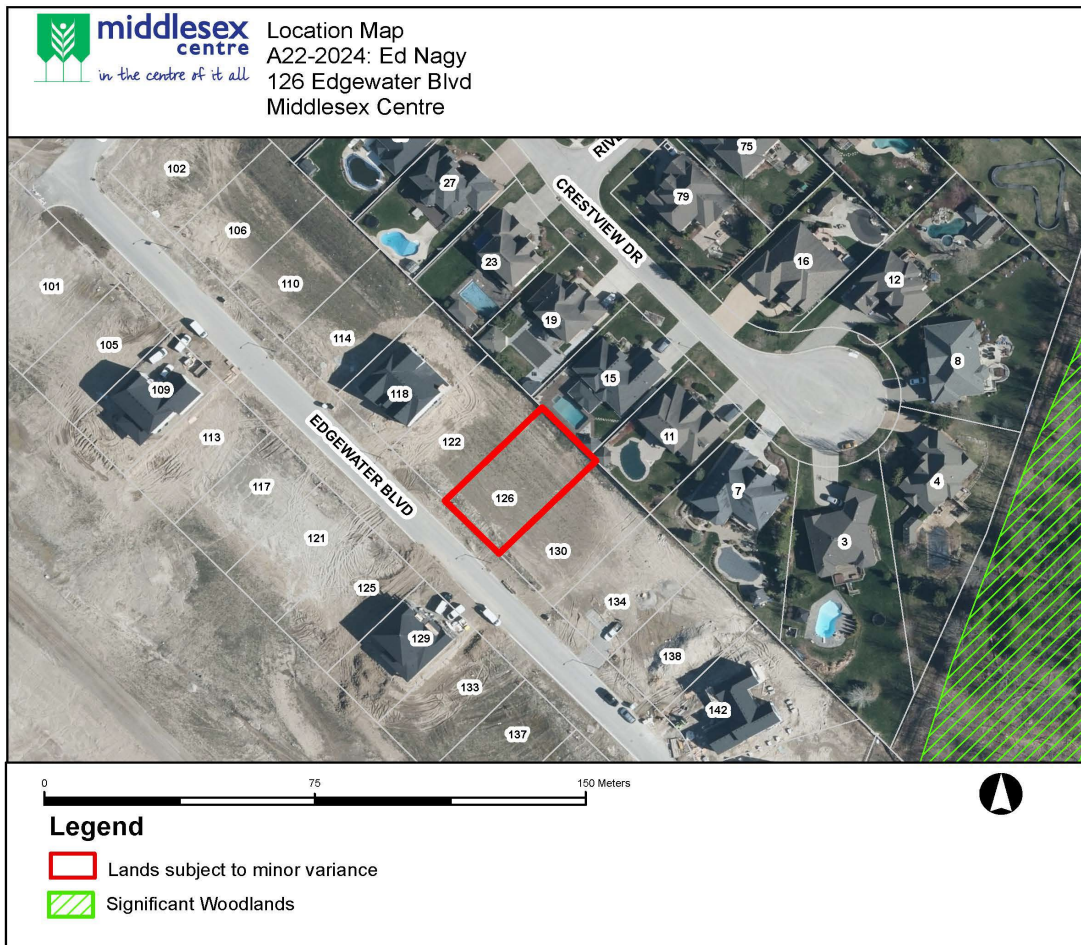 middlesex
centre
in the centre of it all
Location Map
A22-2024: Ed Nagy
126 Edgewater Blvd
Middlesex Centre
102
27
RIVE
75
79
CRESTVIEW DR
106
23
16
12
101
110
19
114
105
8
15
109
118
11
113
122
EDGEWATER BLVD
4
117
126
7
121
130
3
125
134
129
138
133
142
137
0
75
150 Meters
Legend
Lands subject to minor variance
Significant Woodlands